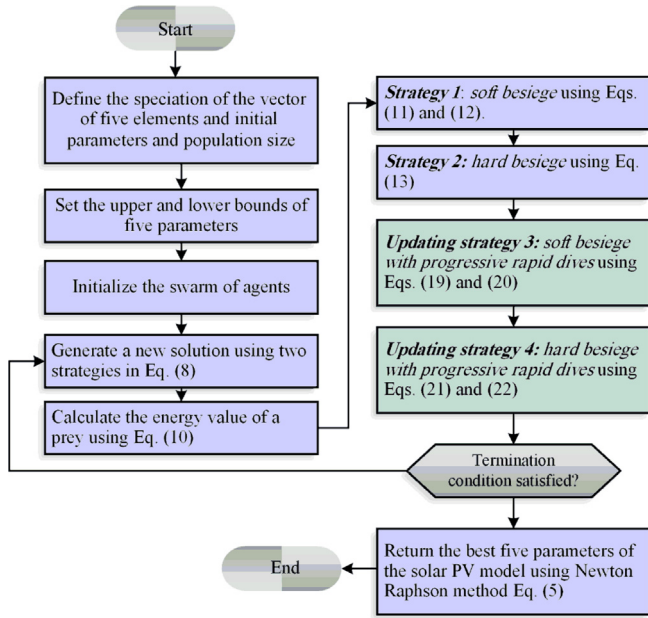 Start
Define the speciation of the vector
of five elements and initial
parameters and population size
Set the upper and lower bounds of
five parameters
Initialize the swarm of agents
Generate a new solution using two
strategies in Eq. (8)
Calculate the energy value of a
prey using Eq. (10)
Strategy 1: soft besiege using Eqs.
(11) and (12).
Strategy 2: hard besiege using Eq.
(13)
Updating strategy 3: soft besiege
with progressive rapid dives using
Eqs. (19) and (20)
Updating strategy 4: hard besiege
with progressive rapid dives using
Eqs. (21) and (22)
Termination
condition satisfied?
Return the best five parameters of
the solar PV model using Newton
Raphson method Eq. (5)
End